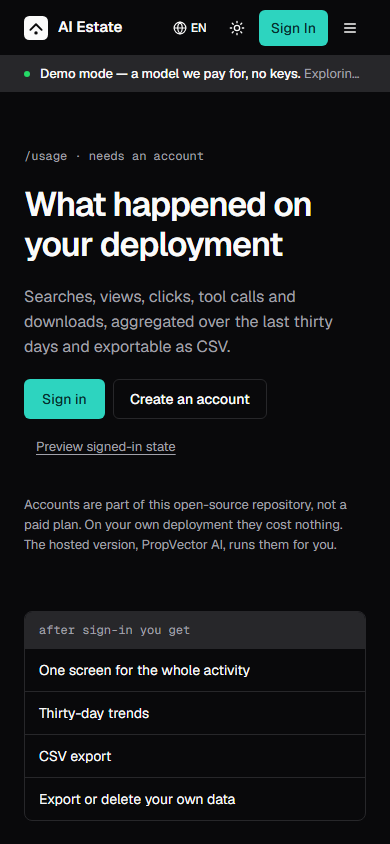 AI Estate
EN
Sign In
Demo mode — a model we pay for, no keys. Explorin…
/usage · needs an account
What happened on
your deployment
Searches, views, clicks, tool calls and
downloads, aggregated over the last thirty
days and exportable as CSV.
Sign in
Create an account
Preview signed-in state
Accounts are part of this open-source repository, not a
paid plan. On your own deployment they cost nothing.
The hosted version, PropVector AI, runs them for you.
after sign-in you get
One screen for the whole activity
Thirty-day trends
CSV export
Export or delete your own data